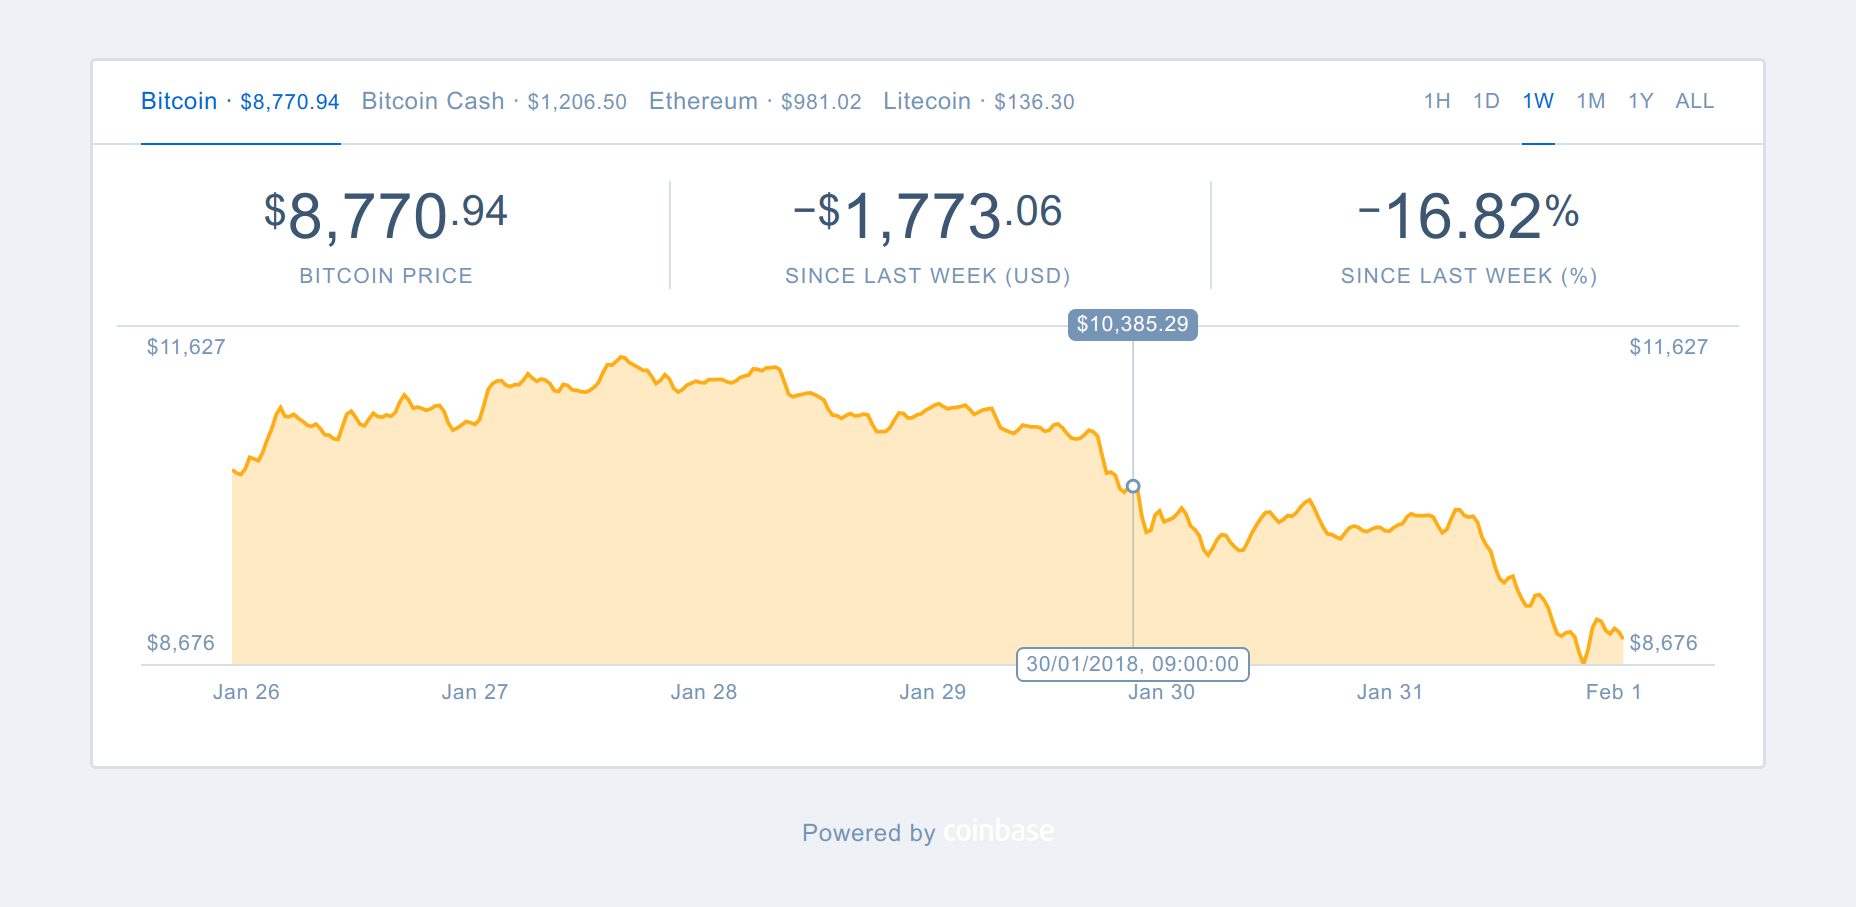 Bitcoin · $8,770.94 Bitcoin Cash · $1,206.50 Ethereum · $981.02 Litecoin · $136.30 1H 1D 1W 1M 1Y ALL
$8,770.94 −$1,773.06 −16.82%
BITCOIN PRICE SINCE LAST WEEK (USD) SINCE LAST WEEK (%)
$10,385.29
$11,627 $11,627
$8,676 $8,676
30/01/2018, 09:00:00
Jan 26 Jan 27 Jan 28 Jan 29 Jan 30 Jan 31 Feb 1
Powered by coinbase